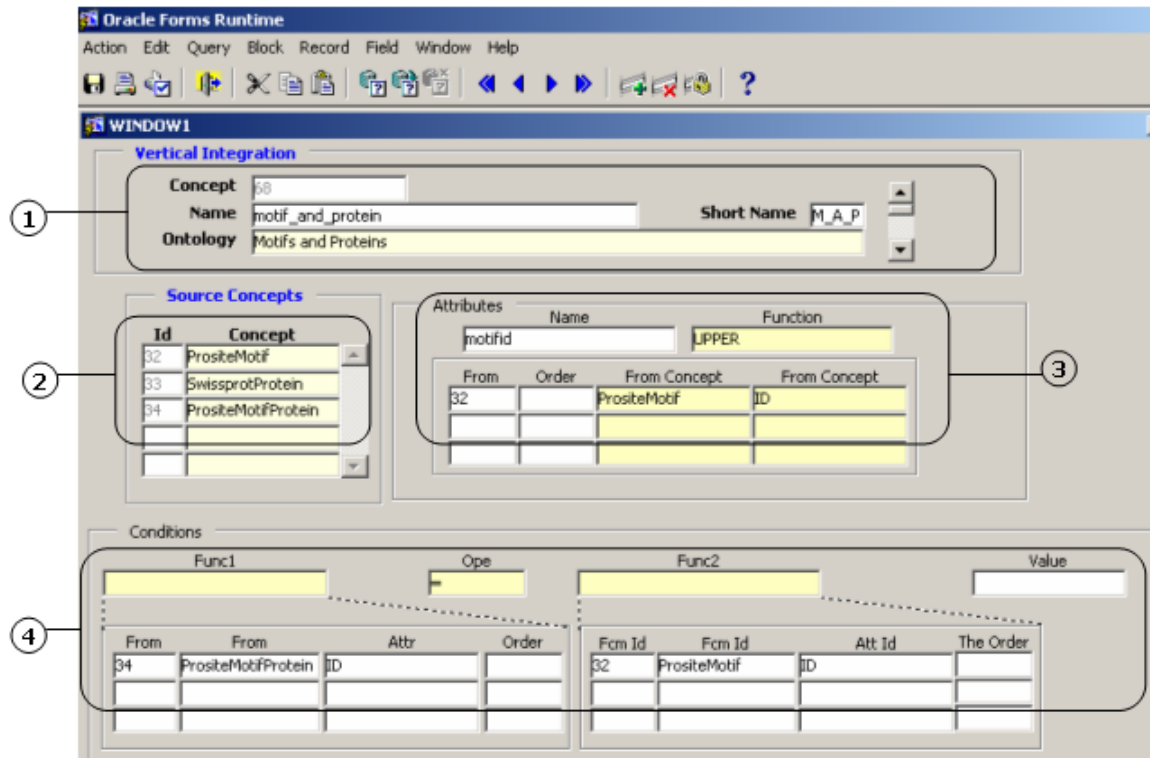 Oracle Forms Runtime
Action Edit Query Block Record Field Window Help
?
WINDOW1
Vertical Integration
1
Concept 68
Name motif_and_protein Short Name M_A_P
Ontology Motifs and Proteins
Source Concepts
Id Concept
32 PrositeMotif
33 SwissprotProtein
34 PrositeMotifProtein
2
Attributes
Name Function
motifid UPPER
From Order From Concept From Concept
32 PrositeMotif ID
3
Conditions
Func1 Ope Func2 Value
=
4
From From Attr Order
34 PrositeMotifProtein ID
Fcm Id Fcm Id Att Id The Order
32 PrositeMotif ID